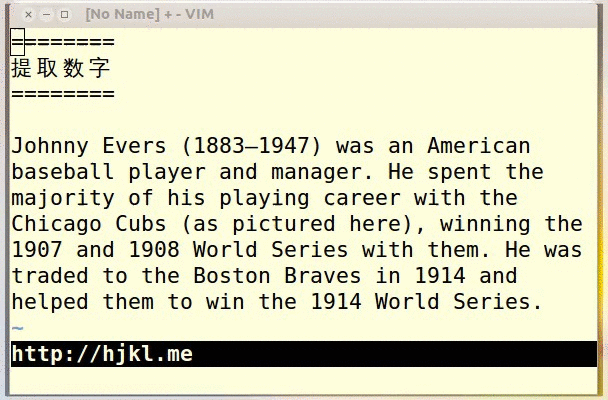 [No Name] + - VIM
========
提取数字
========
Johnny Evers (1883–1947) was an American
baseball player and manager. He spent the
majority of his playing career with the
Chicago Cubs (as pictured here), winning the
1907 and 1908 World Series with them. He was
traded to the Boston Braves in 1914 and
helped them to win the 1914 World Series.
~
http://hjkl.me